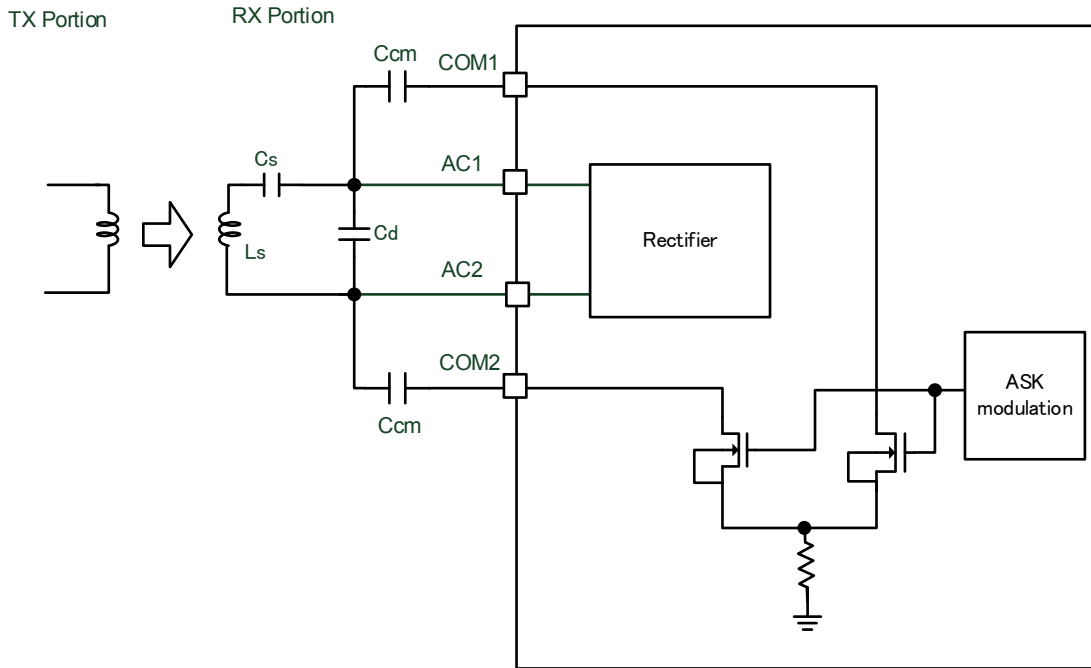 TX Portion
RX Portion
Ccm
COM1
Cs
AC1
Cd
Rectifier
Ls
AC2
COM2
Ccm
ASK
modulation